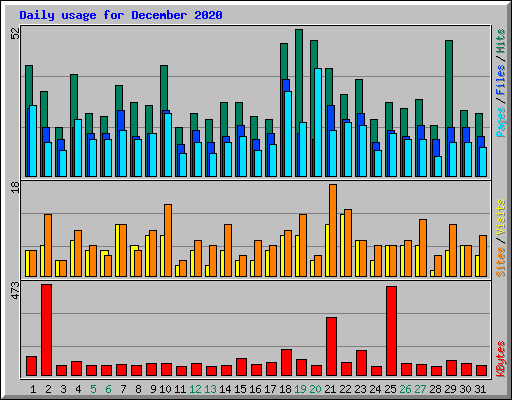 Daily usage for December 2020
52
Pages / Files / Hits
18
Sites / Visits
473
KBytes
1 2 3 4 5 6 7 8 9 10 11 12 13 14 15 16 17 18 19 20 21 22 23 24 25 26 27 28 29 30 31